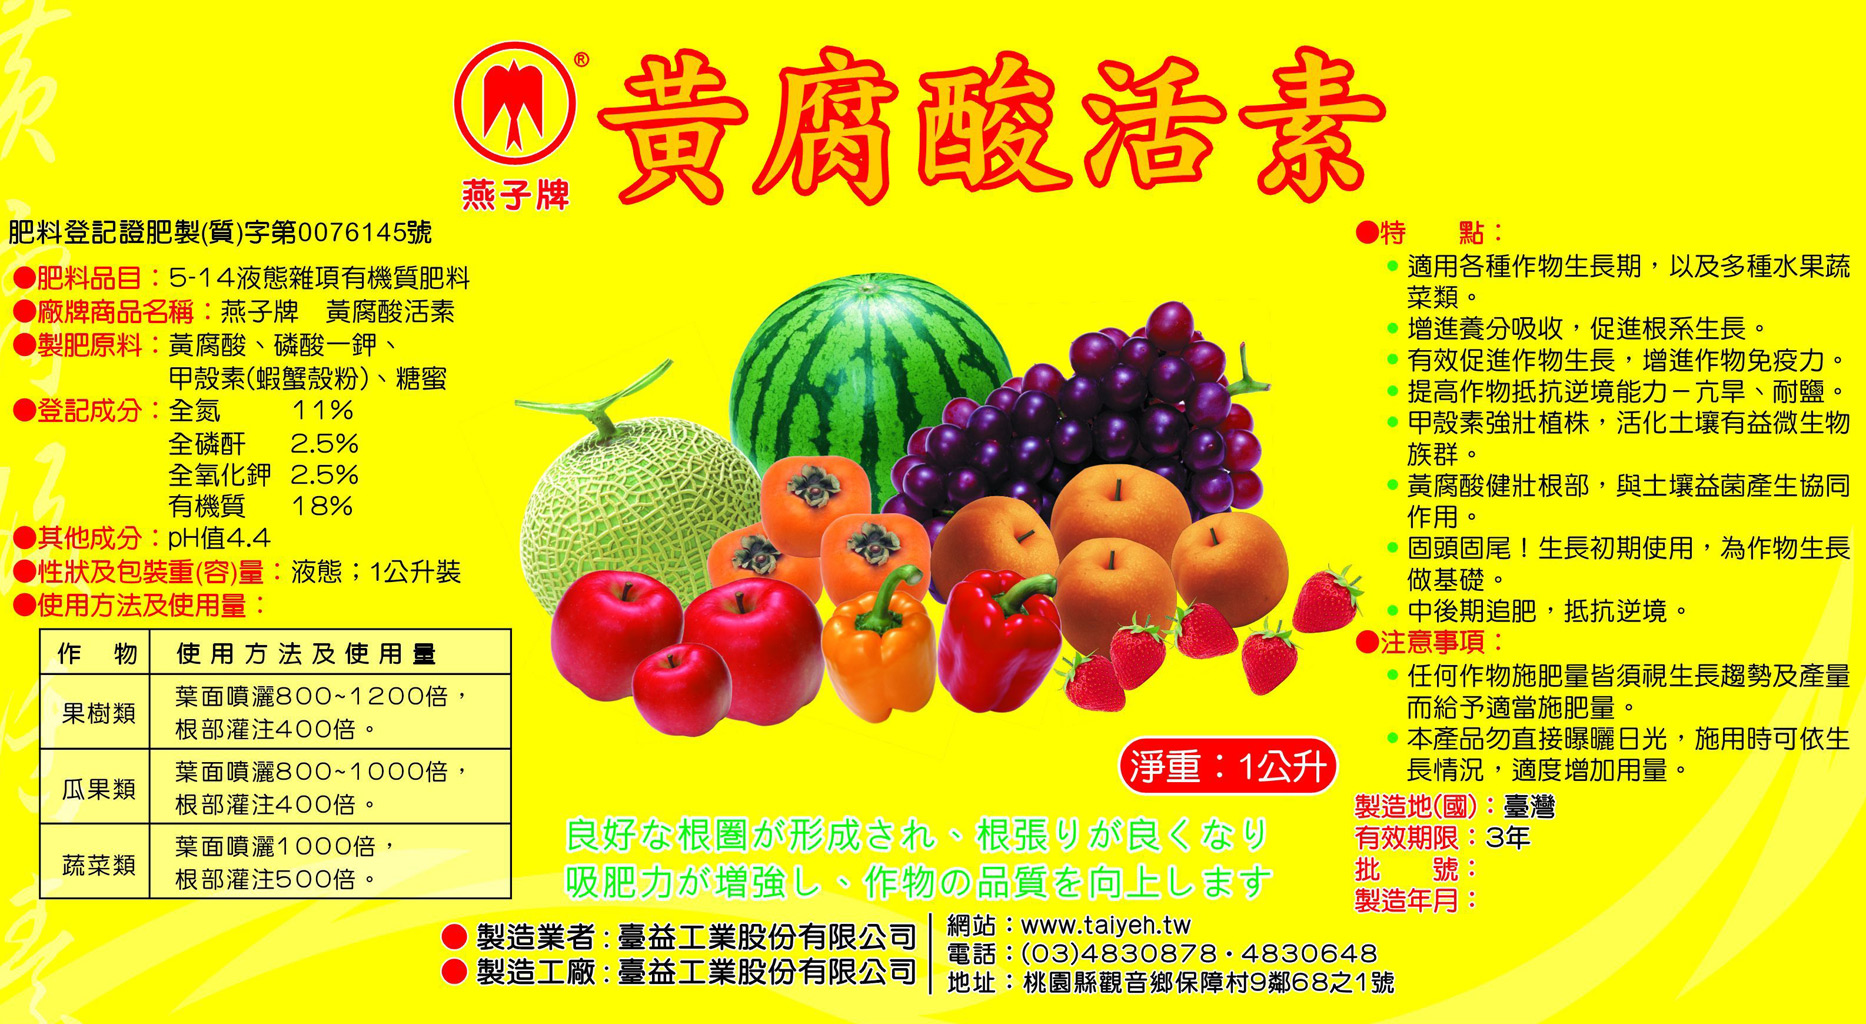 ®
黃腐酸活素
燕子牌
肥料登記證肥製(質)字第0076145號
●肥料品目：5-14液態雜項有機質肥料
●廠牌商品名稱：燕子牌　黃腐酸活素
●製肥原料：黃腐酸、磷酸一鉀、
甲殼素(蝦蟹殼粉)、糖蜜
●登記成分：全氮　11%
全磷酐　2.5%
全氧化鉀　2.5%
有機質　18%
●其他成分：pH值4.4
●性狀及包裝重(容)量：液態；1公升裝
●使用方法及使用量：
作　物　使用方法及使用量
果樹類
葉面噴灑800~1200倍，
根部灌注400倍。
瓜果類
葉面噴灑800~1000倍，
根部灌注400倍。
蔬菜類
葉面噴灑1000倍，
根部灌注500倍。
●特　點：
適用各種作物生長期，以及多種水果蔬
菜類。
增進養分吸收，促進根系生長。
有效促進作物生長，增進作物免疫力。
提高作物抵抗逆境能力－亢旱、耐鹽。
甲殼素強壯植株，活化土壤有益微生物
族群。
黃腐酸健壯根部，與土壤益菌產生協同
作用。
固頭固尾！生長初期使用，為作物生長
做基礎。
中後期追肥，抵抗逆境。
●注意事項：
任何作物施肥量皆須視生長趨勢及產量
而給予適當施肥量。
本產品勿直接曝曬日光，施用時可依生
長情況，適度增加用量。
製造地(國)：臺灣
有效期限：3年
批　號：
製造年月：
淨重：1公升
良好な根圏が形成され、根張りが良くなり
吸肥力が増強し、作物の品質を向上します
●製造業者：臺益工業股份有限公司
●製造工廠：臺益工業股份有限公司
網站：www.taiyeh.tw
電話：(03)4830878・4830648
地址：桃園縣觀音鄉保障村9鄰68之1號